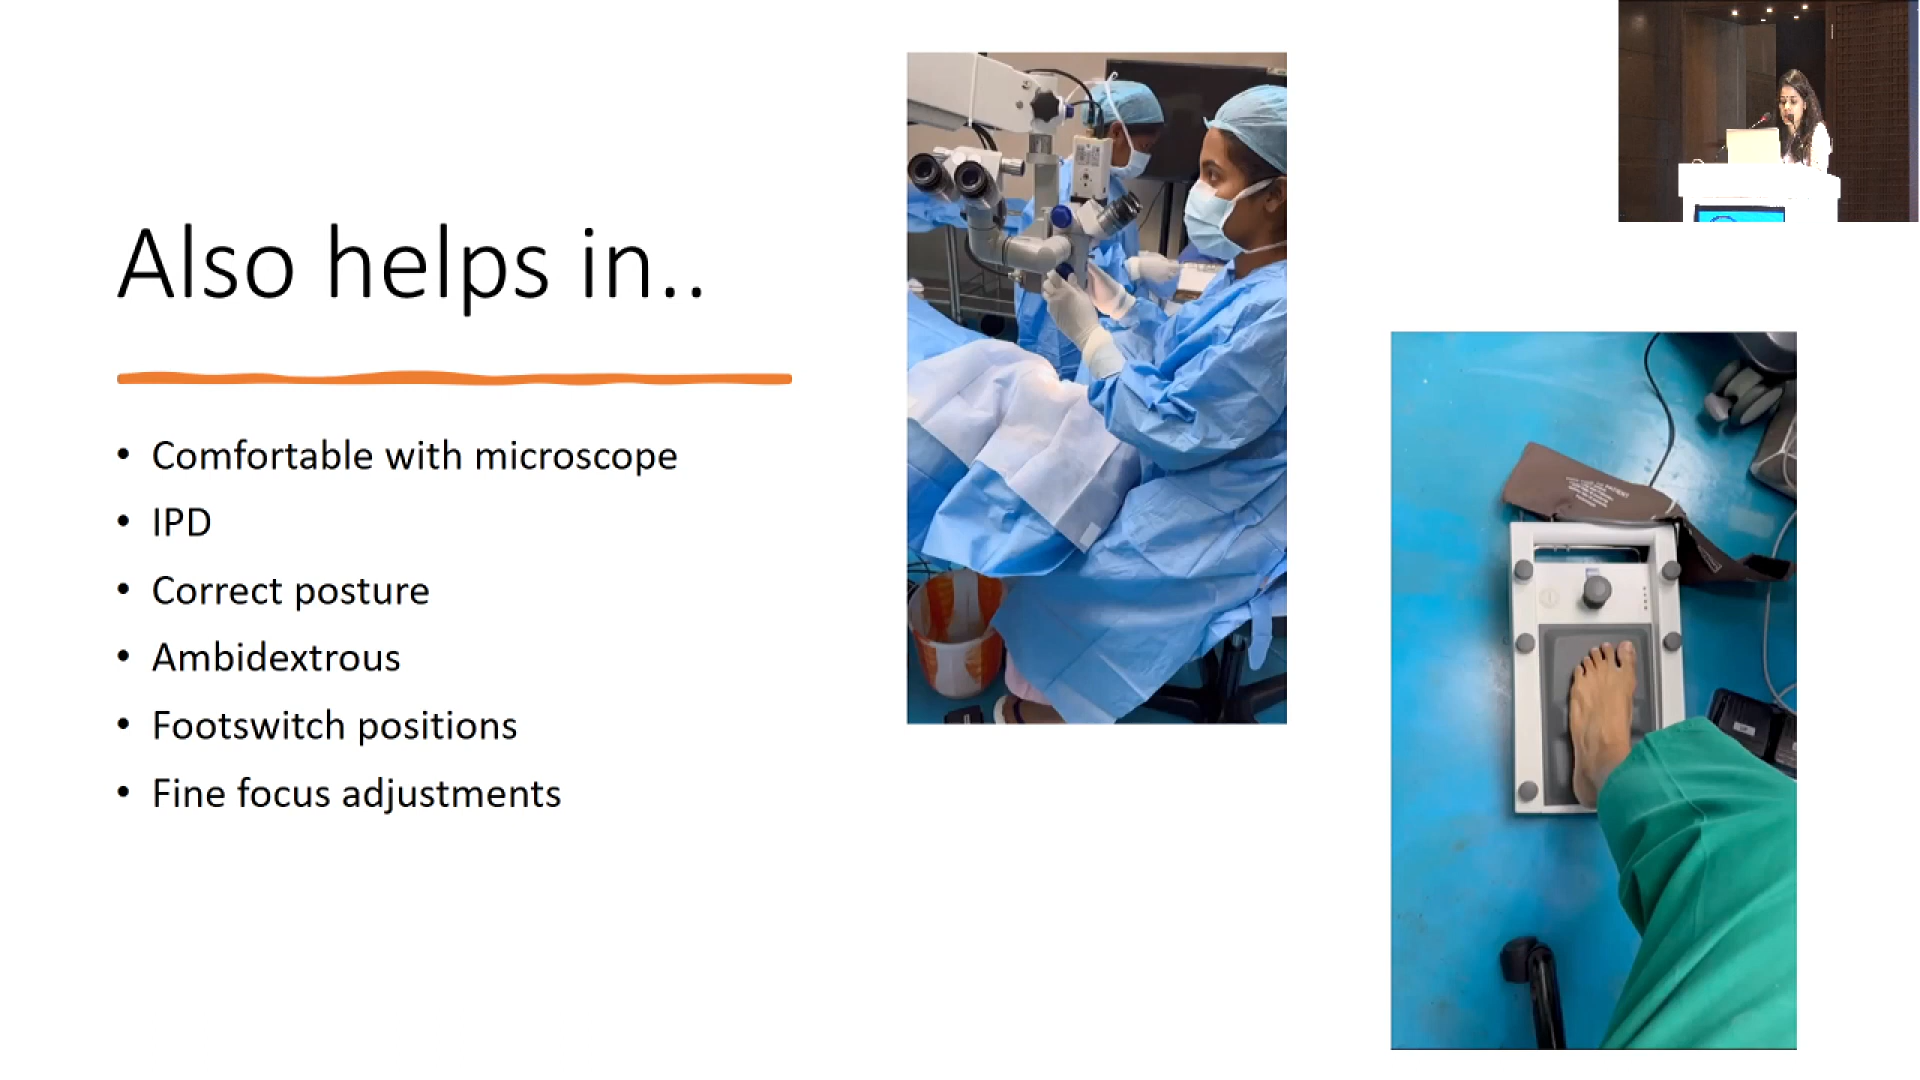 Also helps in..
• Comfortable with microscope
• IPD
• Correct posture
• Ambidextrous
• Footswitch positions
• Fine focus adjustments